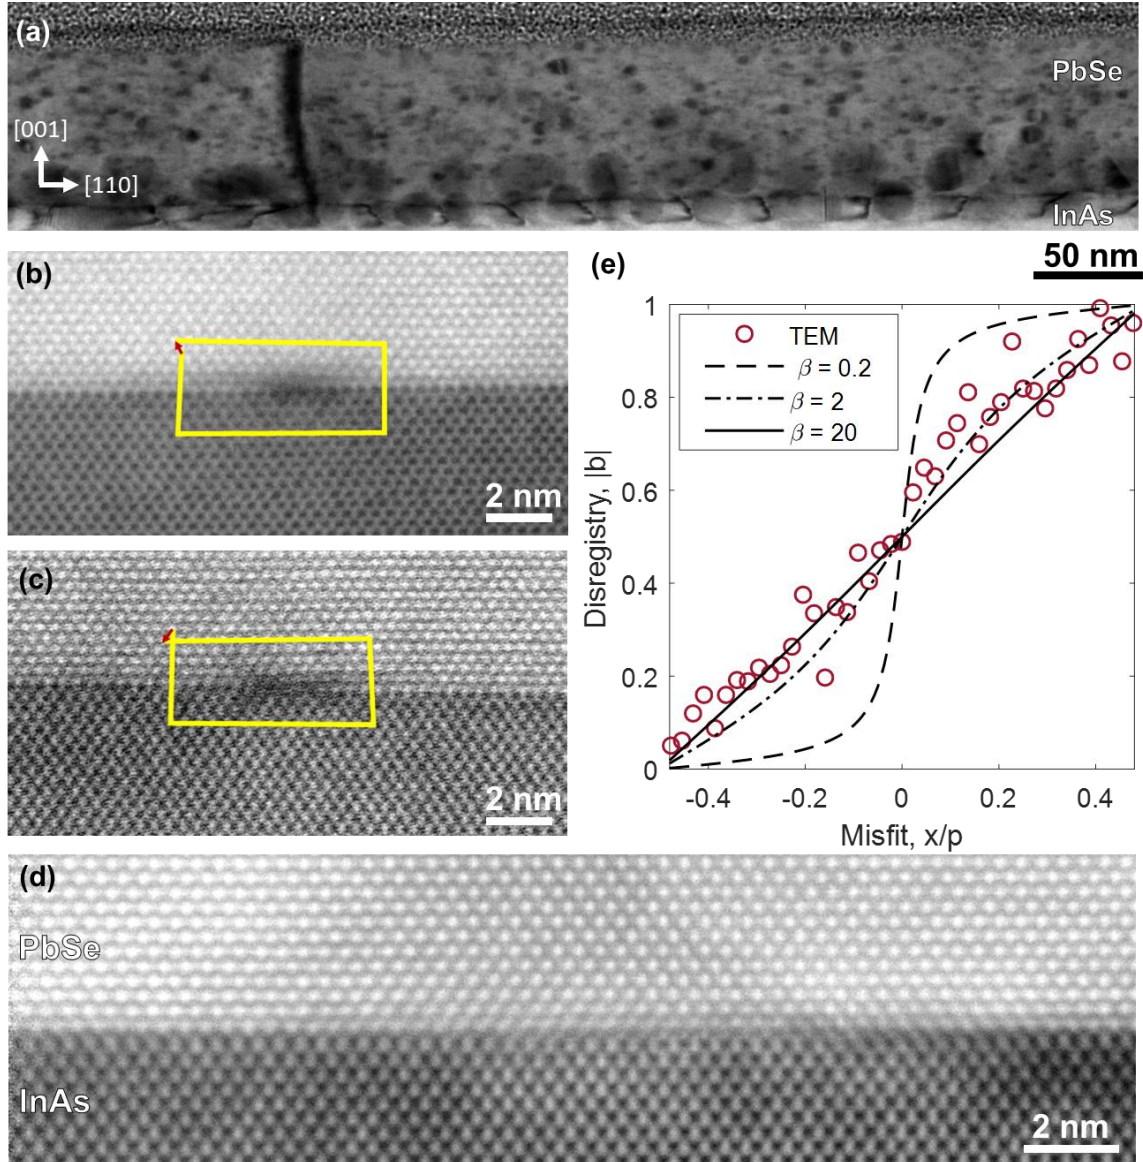 (a)
PbSe
[001]
[110]
InAs
50 nm
(b)
2 nm
(c)
2 nm
(e)
1
0.8
0.6
0.4
0.2
0
Disregistry, |b|
TEM
β = 0.2
β = 2
β = 20
-0.4
-0.2
0
0.2
0.4
Misfit, x/p
(d)
PbSe
InAs
2 nm